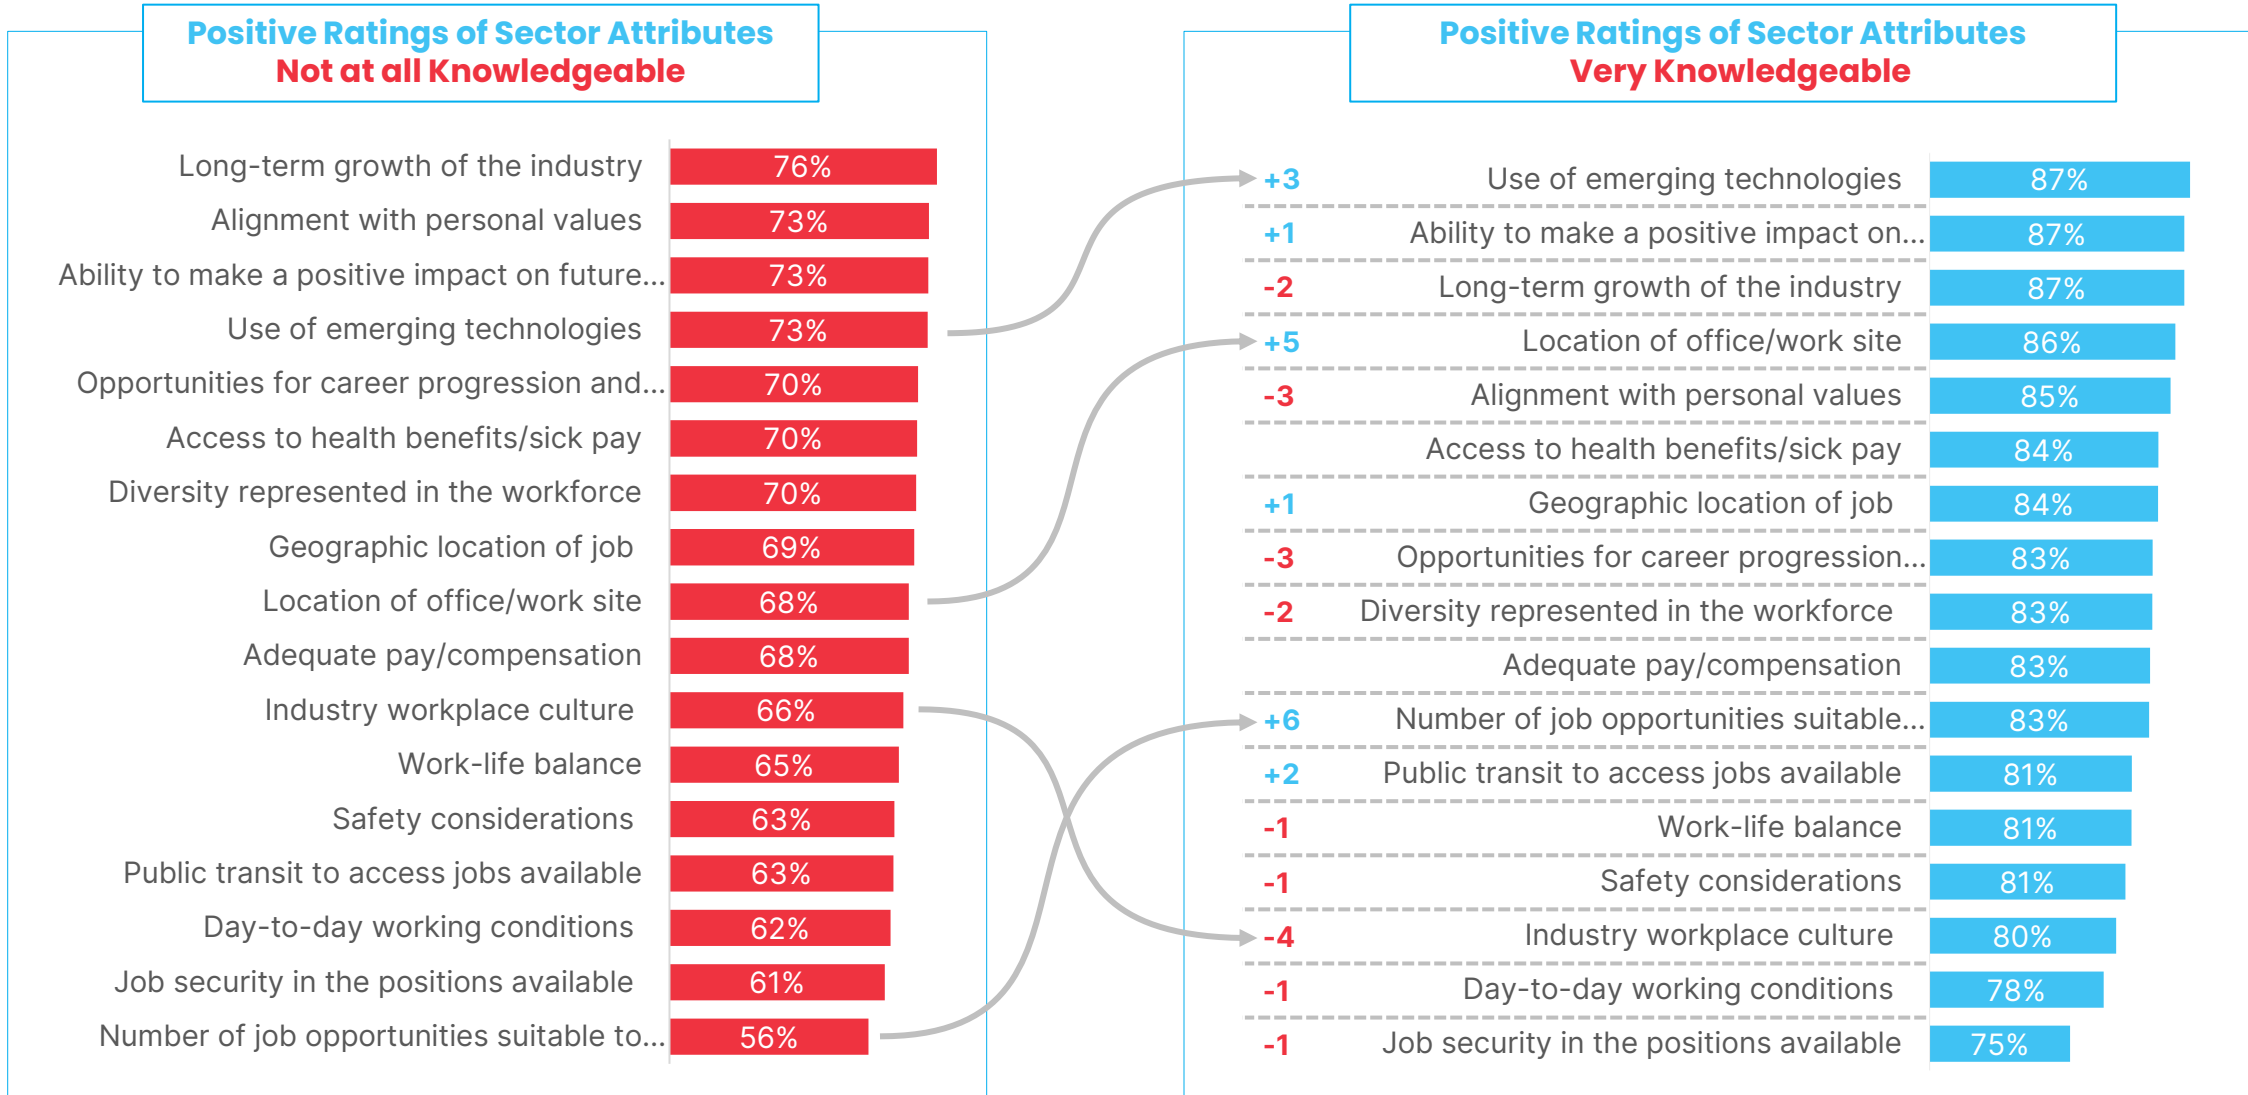 Positive Ratings of Sector Attributes
Not at all Knowledgeable
Long-term growth of the industry 76%
Alignment with personal values 73%
Ability to make a positive impact on future... 73%
Use of emerging technologies 73%
Opportunities for career progression and... 70%
Access to health benefits/sick pay 70%
Diversity represented in the workforce 70%
Geographic location of job 69%
Location of office/work site 68%
Adequate pay/compensation 68%
Industry workplace culture 66%
Work-life balance 65%
Safety considerations 63%
Public transit to access jobs available 63%
Day-to-day working conditions 62%
Job security in the positions available 61%
Number of job opportunities suitable to... 56%
Positive Ratings of Sector Attributes
Very Knowledgeable
+3 Use of emerging technologies 87%
+1 Ability to make a positive impact on... 87%
-2 Long-term growth of the industry 87%
+5 Location of office/work site 86%
-3 Alignment with personal values 85%
Access to health benefits/sick pay 84%
+1 Geographic location of job 84%
-3 Opportunities for career progression... 83%
-2 Diversity represented in the workforce 83%
Adequate pay/compensation 83%
+6 Number of job opportunities suitable... 83%
+2 Public transit to access jobs available 81%
-1 Work-life balance 81%
-1 Safety considerations 81%
-4 Industry workplace culture 80%
-1 Day-to-day working conditions 78%
-1 Job security in the positions available 75%